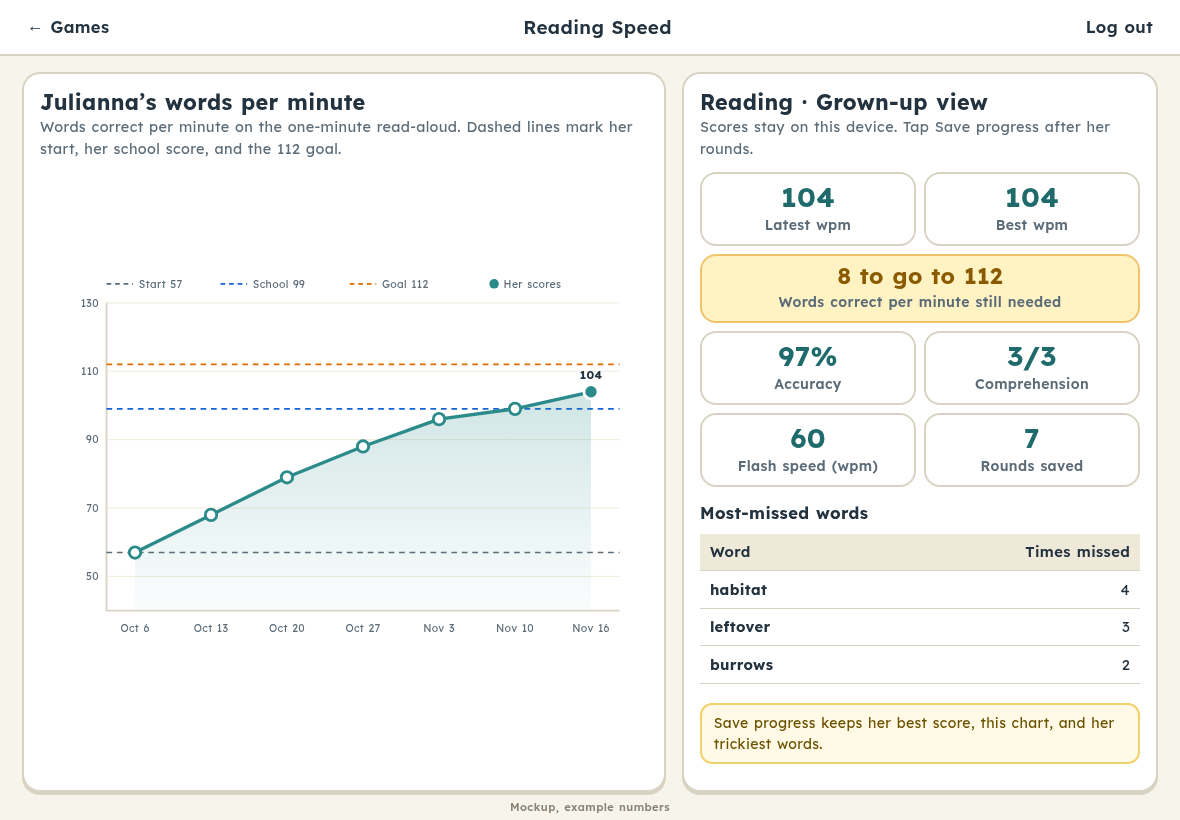 ← Games
Reading Speed
Log out
Julianna’s words per minute
Words correct per minute on the one-minute read-aloud. Dashed lines mark her
start, her school score, and the 112 goal.
Start 57
School 99
Goal 112
Her scores
130
110
90
70
50
104
Oct 6
Oct 13
Oct 20
Oct 27
Nov 3
Nov 10
Nov 16
Reading · Grown-up view
Scores stay on this device. Tap Save progress after her
rounds.
104
Latest wpm
104
Best wpm
8 to go to 112
Words correct per minute still needed
97%
Accuracy
3/3
Comprehension
60
Flash speed (wpm)
7
Rounds saved
Most-missed words
Word Times missed
habitat 4
leftover 3
burrows 2
Save progress keeps her best score, this chart, and her
trickiest words.
Mockup, example numbers